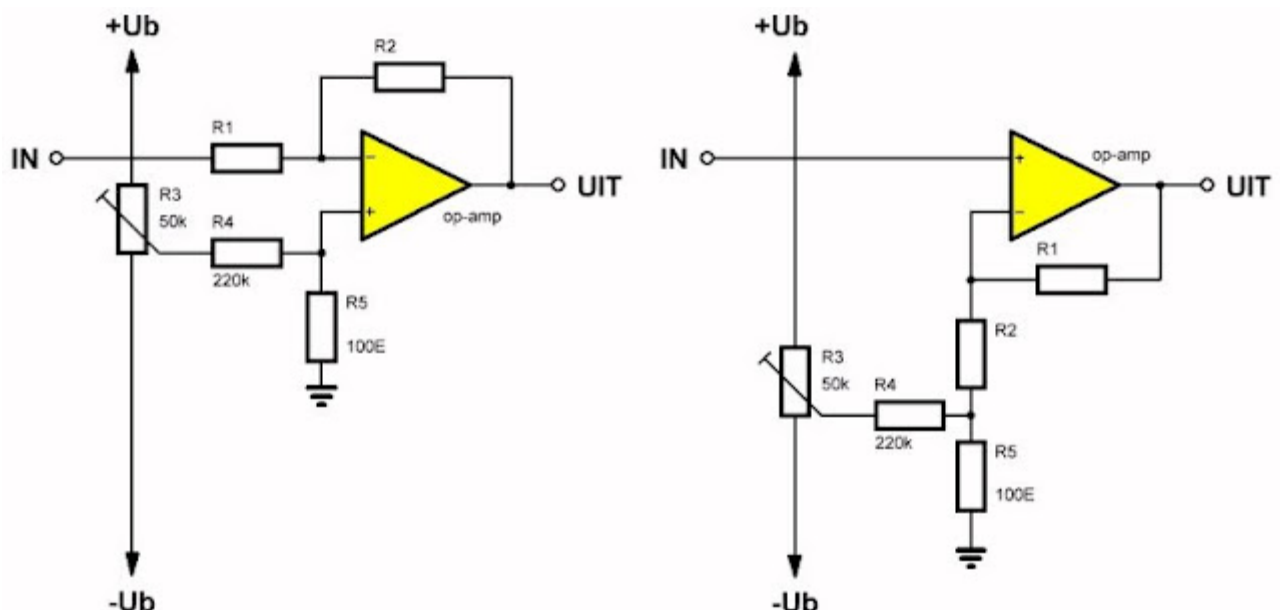 +Ub
R2
R1
IN
-
+
op-amp
UIT
R3
50k
R4
220k
R5
100E
-Ub
+Ub
IN
+
-
op-amp
UIT
R1
R2
R3
50k
R4
220k
R5
100E
-Ub